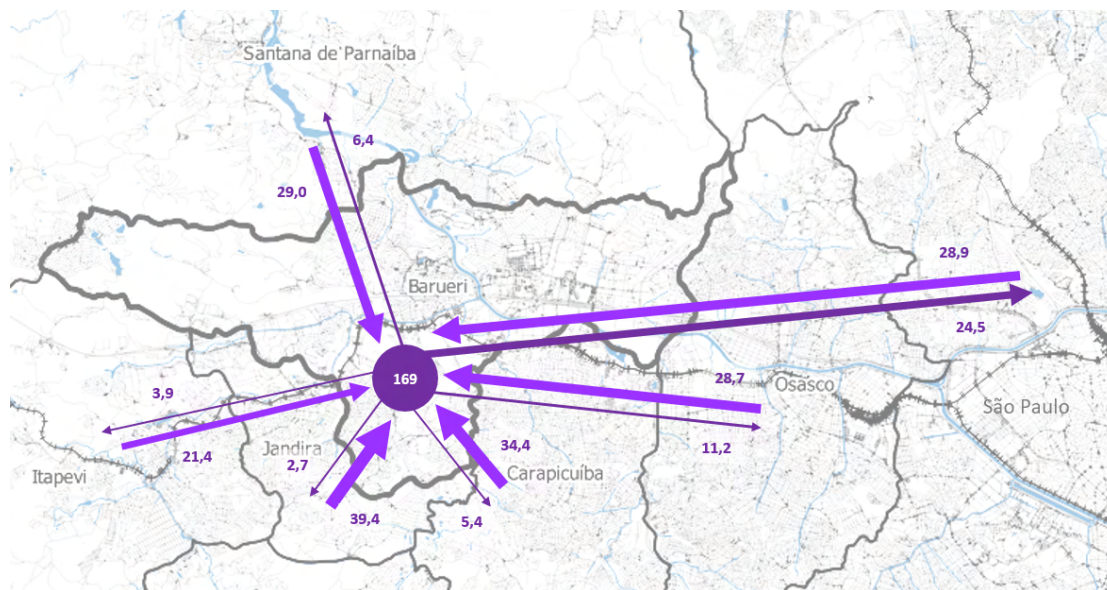 Santana de Parnaíba
6,4
29,0
28,9
Barueri
24,5
169
28,7
Osasco
3,9
São Paulo
34,4
11,2
Jandira
21,4
2,7
Carapicuíba
Itapevi
39,4
5,4